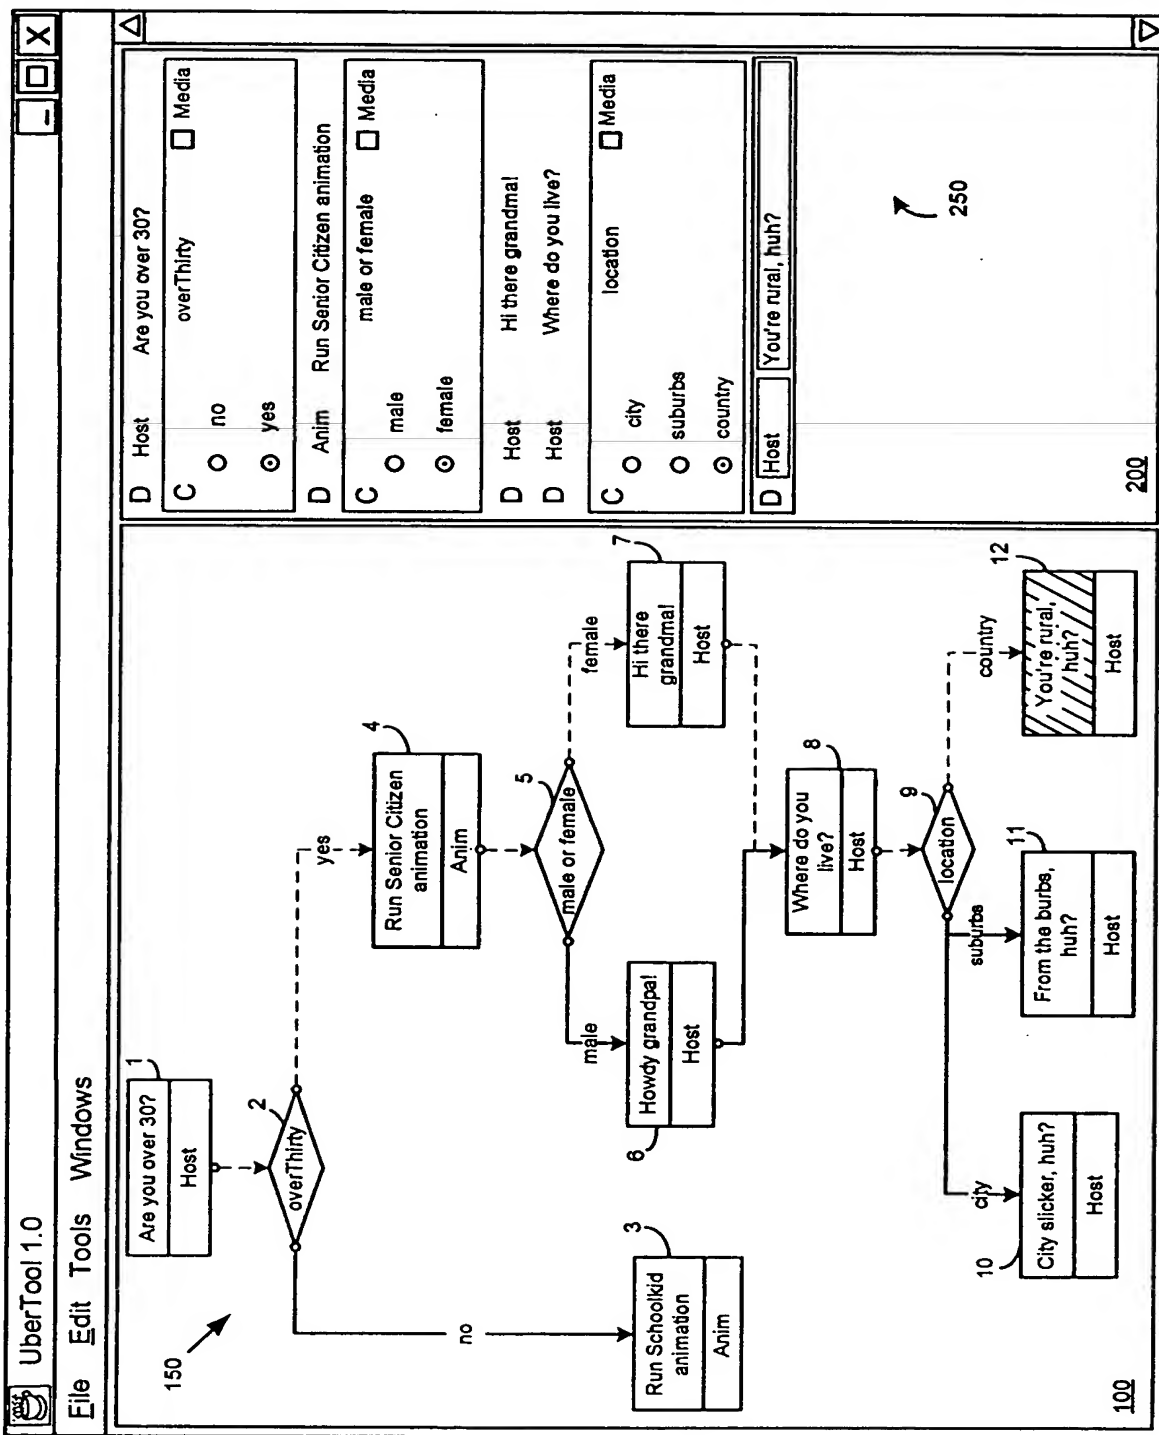 UberTool 1.0
File Edit Tools Windows
150
Are you over 30?
Host
1
overThirty
2
no
yes
Run Schoolkid
animation
Anim
3
Run Senior Citizen
animation
Anim
4
male or female
5
male
female
Howdy grandpa!
Host
6
Hi there
grandma!
Host
7
Where do you
live?
Host
8
location
9
city
suburbs
country
City slicker, huh?
Host
10
From the burbs,
huh?
Host
11
You're rural,
huh?
Host
12
100
D Host Are you over 30?
C overThirty Media
no
yes
D Anim Run Senior Citizen animation
C male or female Media
male
female
D Host Hi there grandma!
D Host Where do you live?
C location Media
city
suburbs
country
D Host You're rural, huh?
250
200